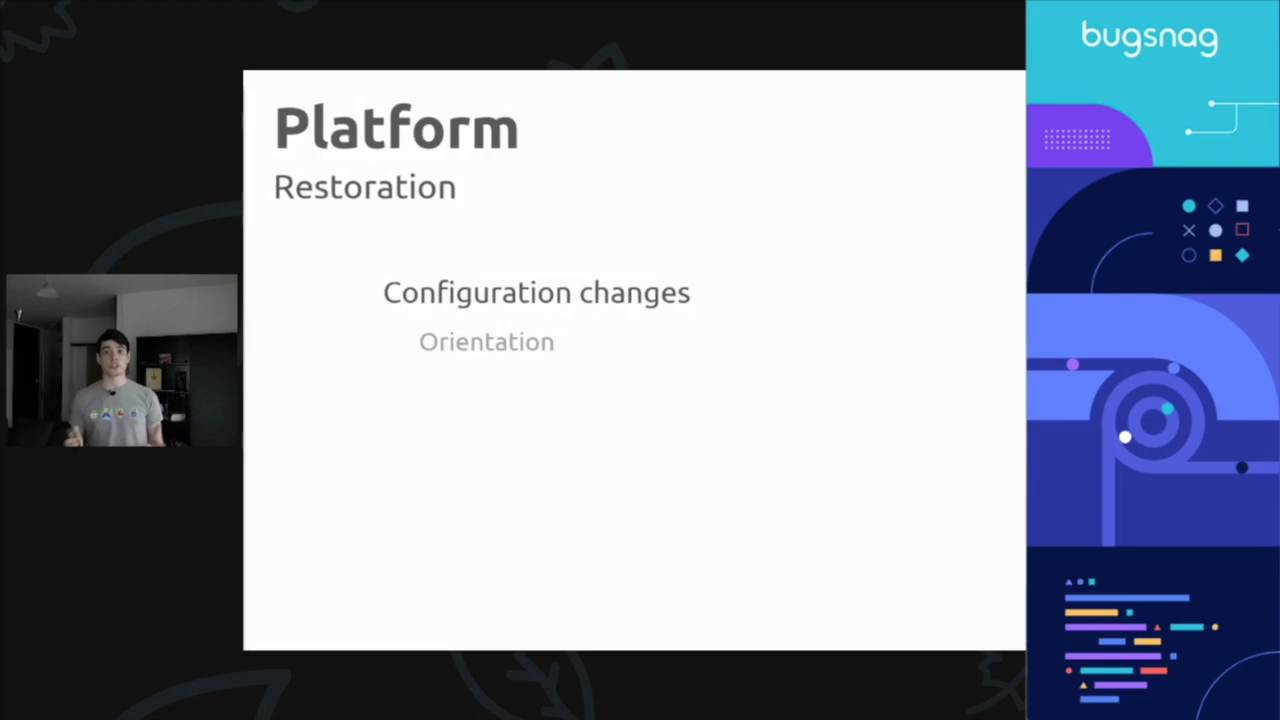 bugsnag
Platform
Restoration
Configuration changes
Orientation